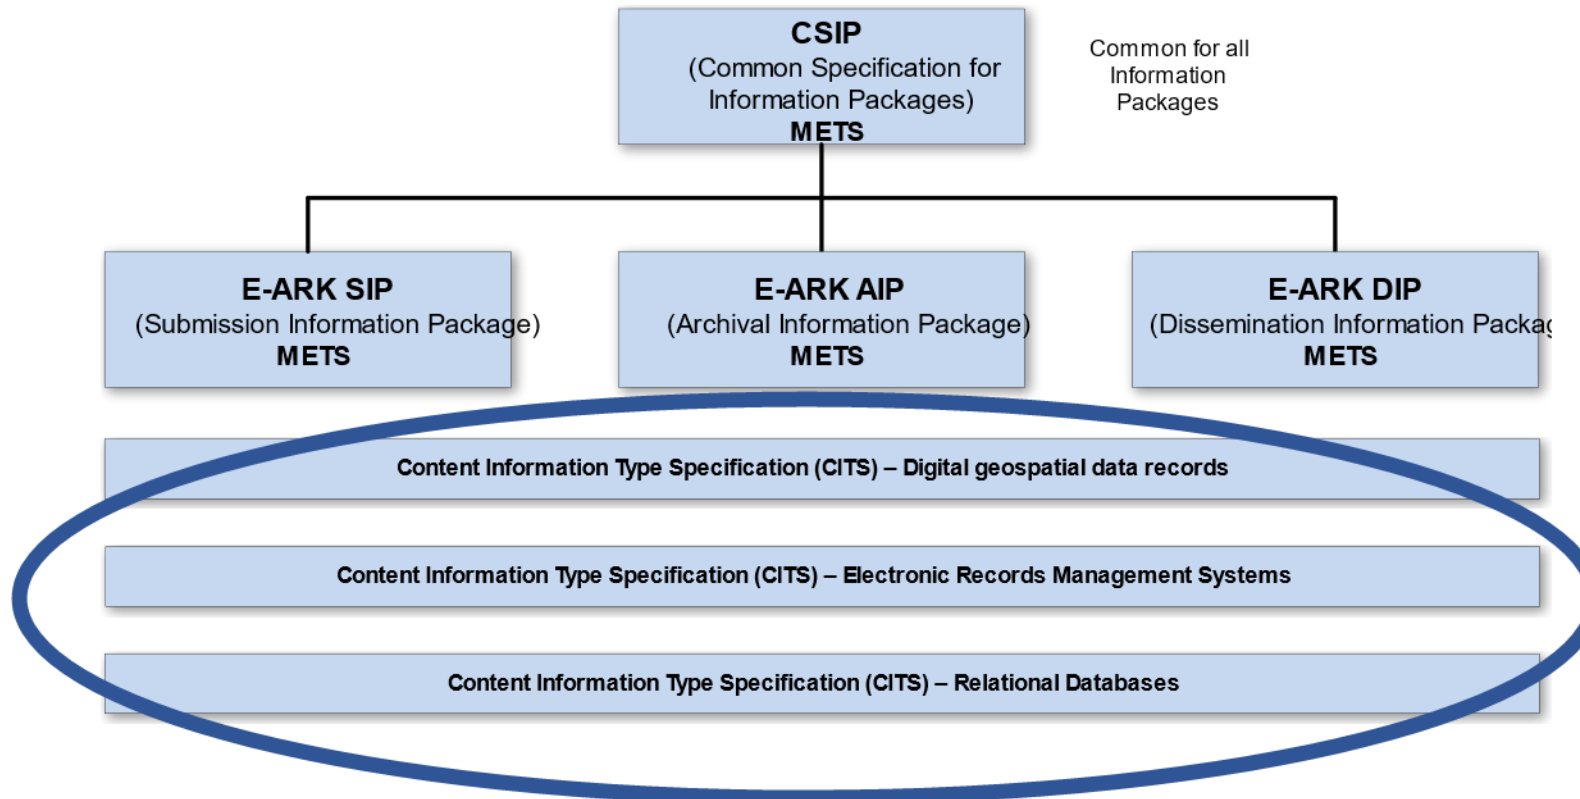 CSIP
(Common Specification for
Information Packages)
METS
Common for all
Information
Packages
E-ARK SIP
(Submission Information Package)
METS
E-ARK AIP
(Archival Information Package)
METS
E-ARK DIP
(Dissemination Information Packag
METS
Content Information Type Specification (CITS) – Digital geospatial data records
Content Information Type Specification (CITS) – Electronic Records Management Systems
Content Information Type Specification (CITS) – Relational Databases